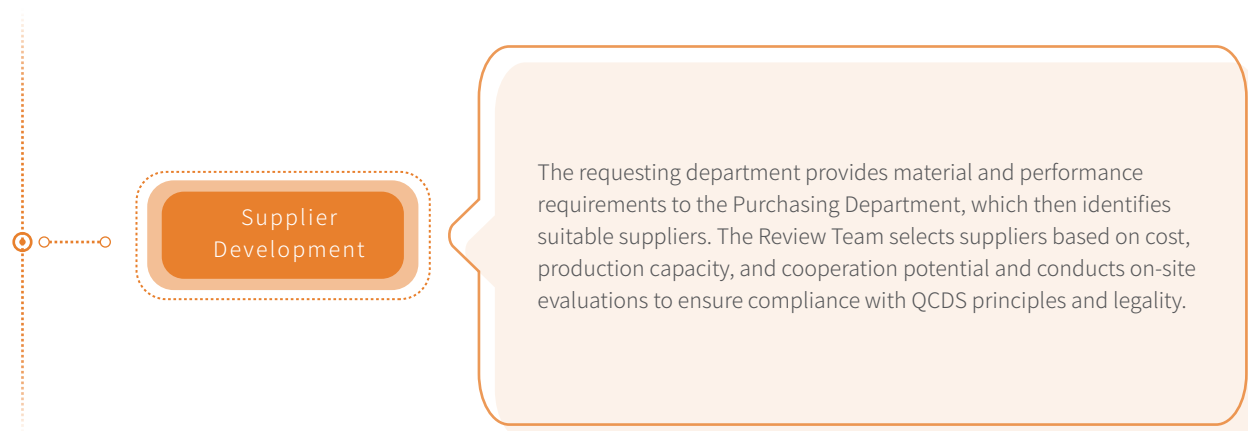 Supplier
Development
The requesting department provides material and performance
requirements to the Purchasing Department, which then identifies
suitable suppliers. The Review Team selects suppliers based on cost,
production capacity, and cooperation potential and conducts on-site
evaluations to ensure compliance with QCDS principles and legality.